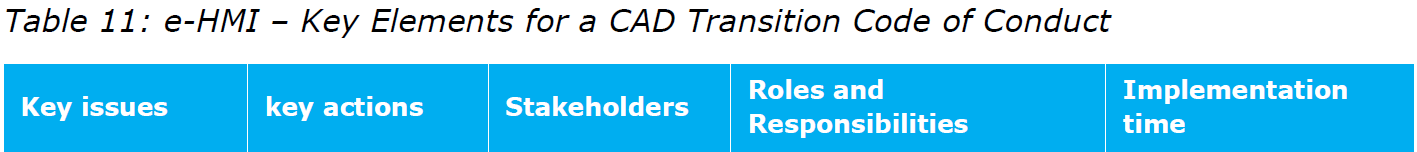 Table 11: e-HMI – Key Elements for a CAD Transition Code of Conduct
Key issues
key actions
Stakeholders
Roles and
Responsibilities
Implementation
time